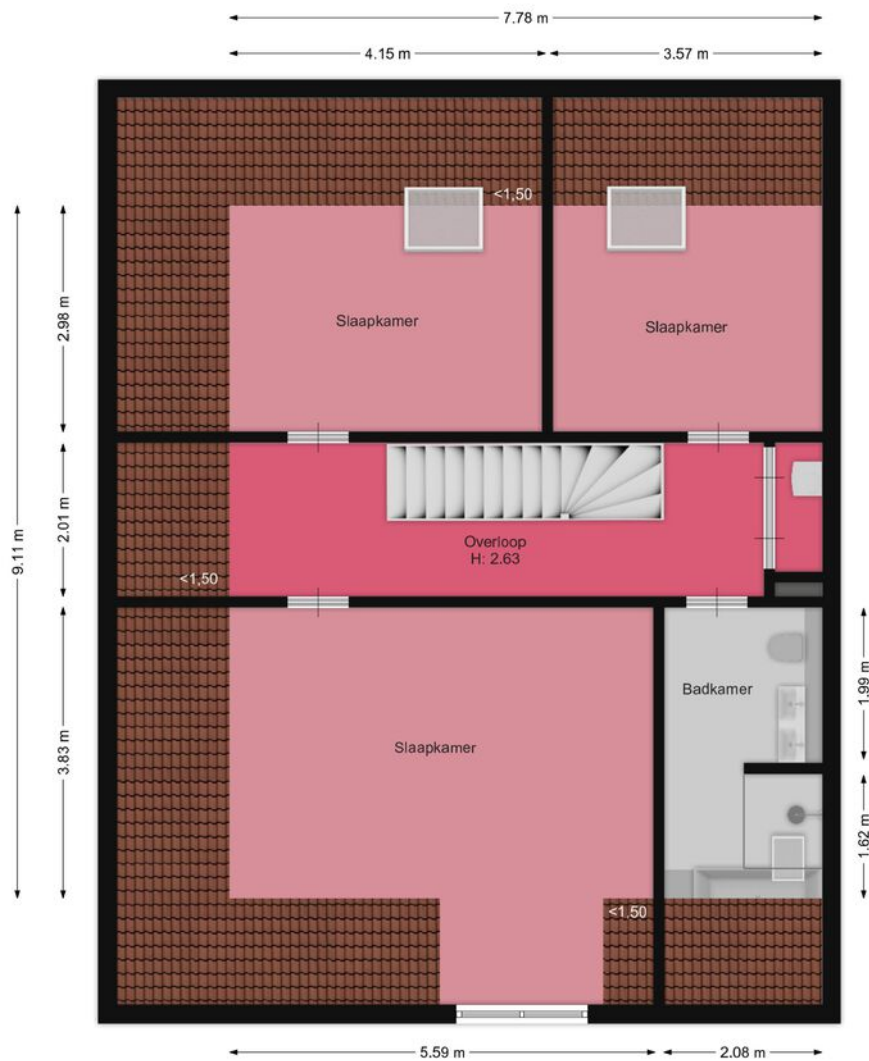 7.78 m
4.15 m
3.57 m
<1,50
Slaapkamer
Slaapkamer
2.98 m
9.11 m
2.01 m
Overloop
H: 2.63
<1,50
3.83 m
Slaapkamer
Badkamer
1.99 m
1.62 m
<1,50
5.59 m
2.08 m